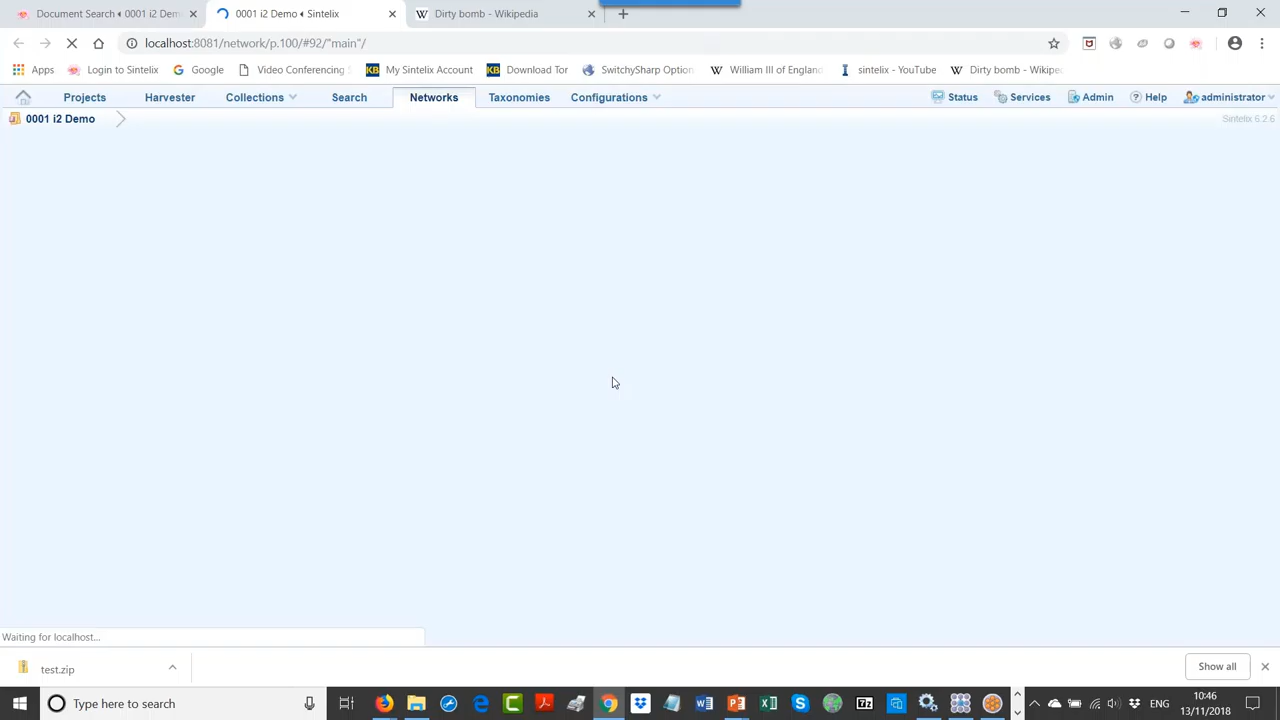 Document Search ‹ 0001 i2 Dem
0001 i2 Demo ‹ Sintelix
Dirty bomb - Wikipedia
localhost:8081/network/p.100/#92/"main"/
Apps
Login to Sintelix
Google
Video Conferencing
My Sintelix Account
Download Tor
SwitchySharp Option
William III of England
sintelix - YouTube
Dirty bomb - Wikipe
Projects
Harvester
Collections
Search
Networks
Taxonomies
Configurations
Status
Services
Admin
Help
administrator
0001 i2 Demo
Sintelix 6.2.6
Waiting for localhost...
test.zip
Show all
Type here to search
ENG
10:46
13/11/2018